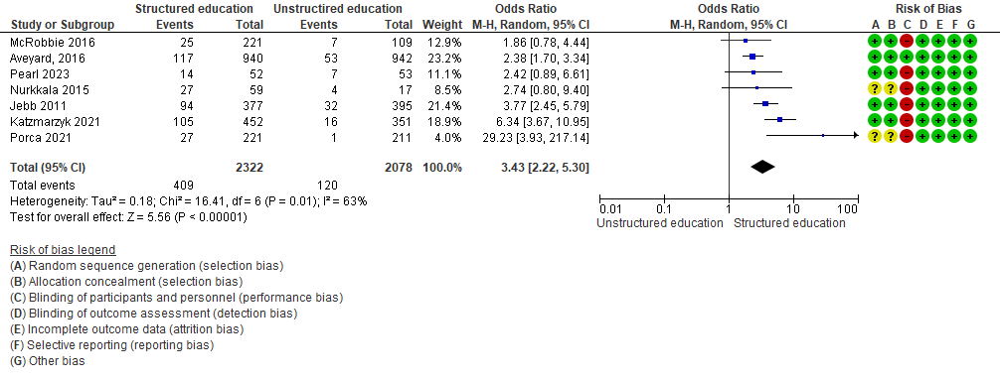 Structured education Unstructired education Odds Ratio Odds Ratio Risk of Bias
Study or Subgroup Events Total Events Total Weight M-H, Random, 95% CI M-H, Random, 95% CI A B C D E F G
McRobbie 2016 25 221 7 109 12.9% 1.86 [0.78, 4.44] + + + + + +
Aveyard, 2016 117 940 53 942 23.2% 2.38 [1.70, 3.34] + + + + + + +
Pearl 2023 14 52 7 53 11.1% 2.42 [0.89, 6.61] + + + + + +
Nurkkala 2015 27 59 4 17 8.5% 2.74 [0.80, 9.40] ? ? + + + +
Jebb 2011 94 377 32 395 21.4% 3.77 [2.45, 5.79] + + + + + +
Katzmarzyk 2021 105 452 16 351 18.9% 6.34 [3.67, 10.95] + + + + + +
Porca 2021 27 221 1 211 4.0% 29.23 [3.93, 217.14] ? ? + + + +
Total (95% CI) 2322 2078 100.0% 3.43 [2.22, 5.30]
Total events 409 120
Heterogeneity: Tau² = 0.18; Chi² = 16.41, df = 6 (P = 0.01); I² = 63%
Test for overall effect: Z = 5.56 (P < 0.00001)
0.01 0.1 1 10 100
Unstructured education Structured education
Risk of bias legend
(A) Random sequence generation (selection bias)
(B) Allocation concealment (selection bias)
(C) Blinding of participants and personnel (performance bias)
(D) Blinding of outcome assessment (detection bias)
(E) Incomplete outcome data (attrition bias)
(F) Selective reporting (reporting bias)
(G) Other bias